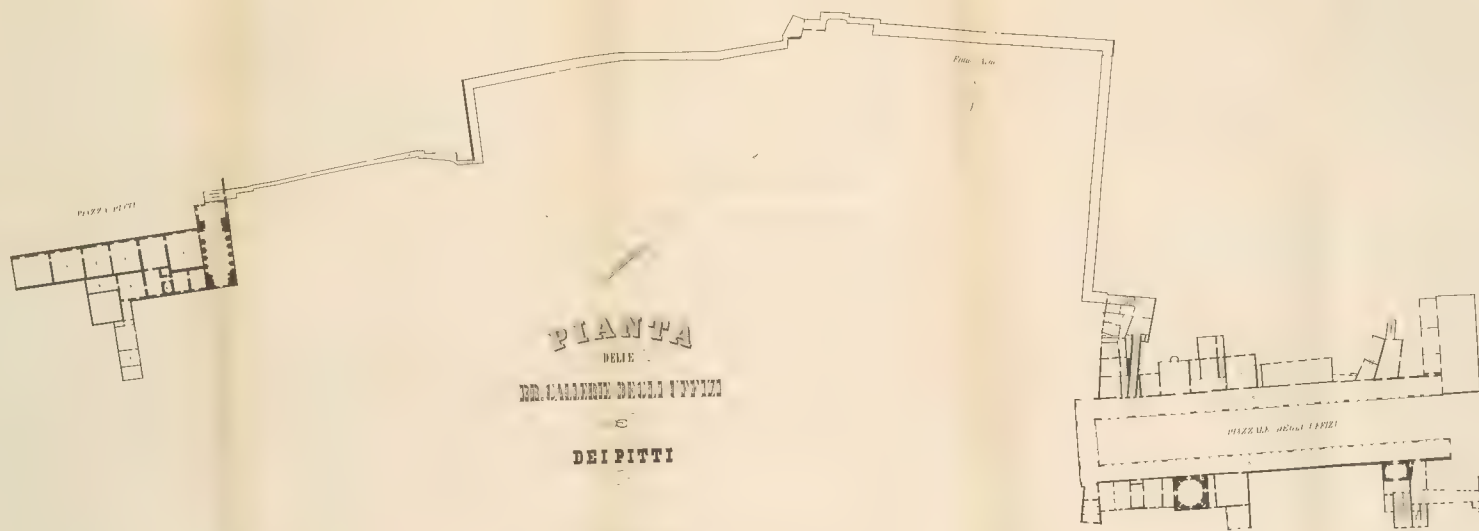 PIAZZA PITTI
PIANTA
DELLE
RR. GALLERIE DEGLI UFFIZI
E
DEI PITTI
PIAZZALE DEGLI UFFIZI